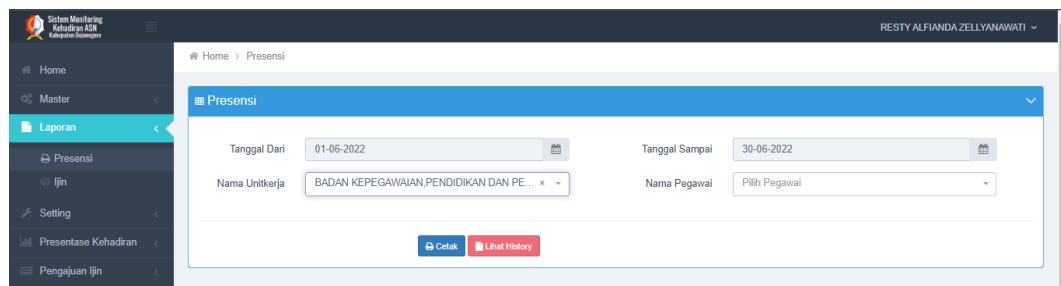 Sistem Monitoring
Kehadiran ASN
Kabupaten Bojonegoro
RESTY ALFIANDA ZELLYANAWATI
Home > Presensi
Home
Master
Presensi
Laporan
Tanggal Dari 01-06-2022 Tanggal Sampai 30-06-2022
Presensi
Nama Unitkerja BADAN KEPEGAWAIAN,PENDIDIKAN DAN PE... × Nama Pegawai Pilih Pegawai
Ijin
Setting
Presentase Kehadiran
Cetak Lihat History
Pengajuan Ijin